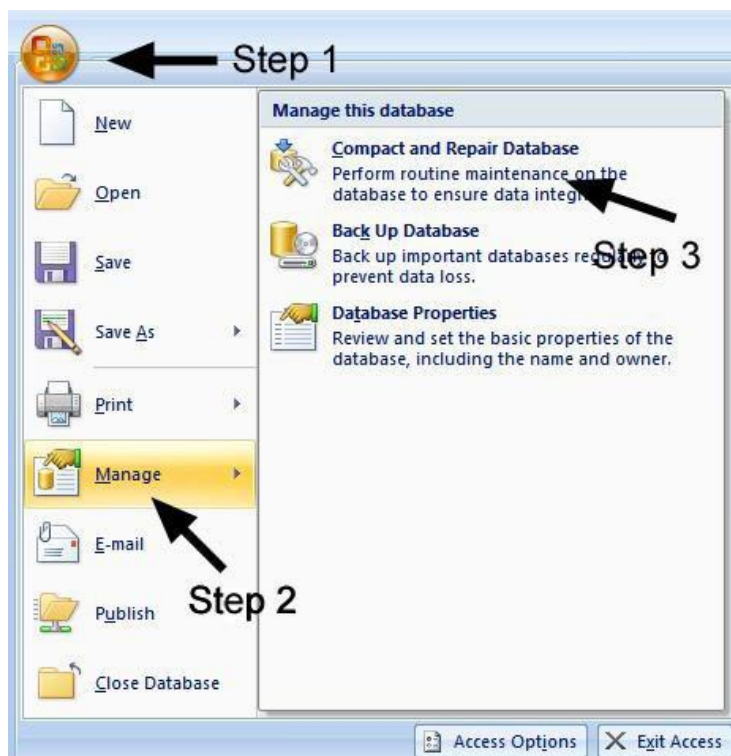 Step 1
New
Open
Save
Save As
Print
Manage
E-mail
Publish
Close Database
Step 2
Manage this database
Compact and Repair Database
Perform routine maintenance on the
database to ensure data
Back Up Database
Back up important databases
prevent data loss.
Step 3
Database Properties
Review and set the basic properties of the
database, including the name and owner.
Access Options
Exit Access